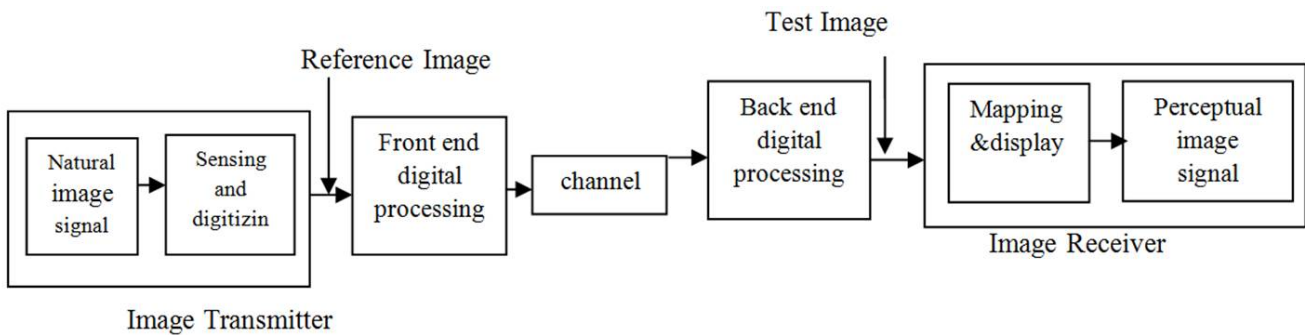 Test Image
Reference Image
Natural
image
signal
Sensing
and
digitizin
Front end
digital
processing
channel
Back end
digital
processing
Mapping
&display
Perceptual
image
signal
Image Receiver
Image Transmitter